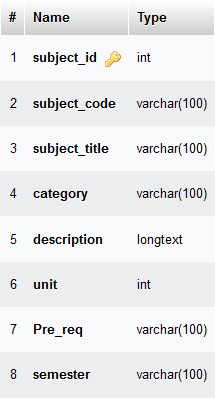 # Name Type
1 subject_id int
2 subject_code varchar(100)
3 subject_title varchar(100)
4 category varchar(100)
5 description longtext
6 unit int
7 Pre_req varchar(100)
8 semester varchar(100)